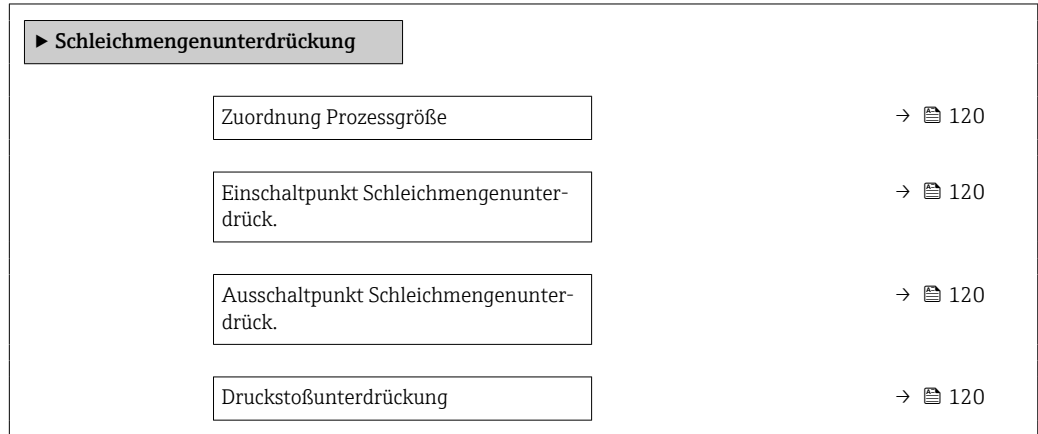 ▶ Schleichmengenunterdrückung
Zuordnung Prozessgröße → 🖹 120
Einschaltpunkt Schleichmengenunter- → 🖹 120
drück.
Ausschaltpunkt Schleichmengenunter- → 🖹 120
drück.
Druckstoßunterdrückung → 🖹 120